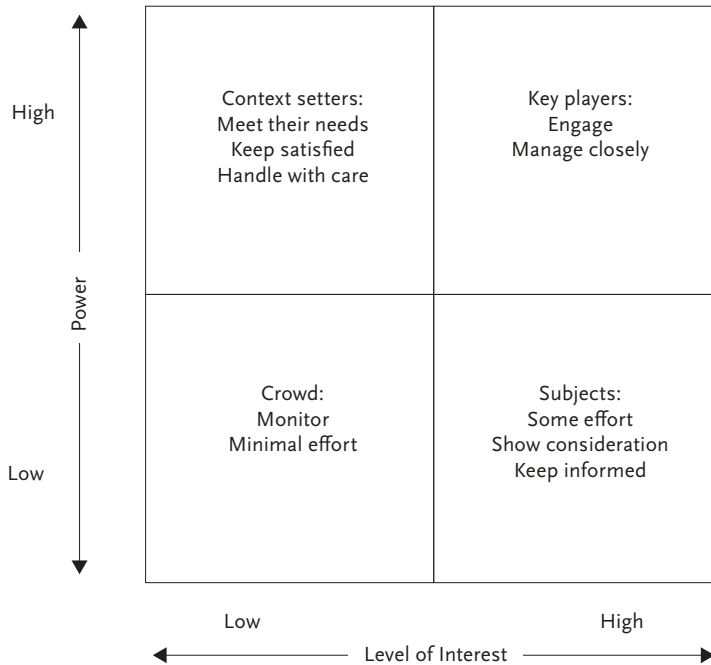 High
Context setters:
Meet their needs
Keep satisfied
Handle with care
Key players:
Engage
Manage closely
Power
Crowd:
Monitor
Minimal effort
Subjects:
Some effort
Show consideration
Keep informed
Low
Low
High
Level of Interest